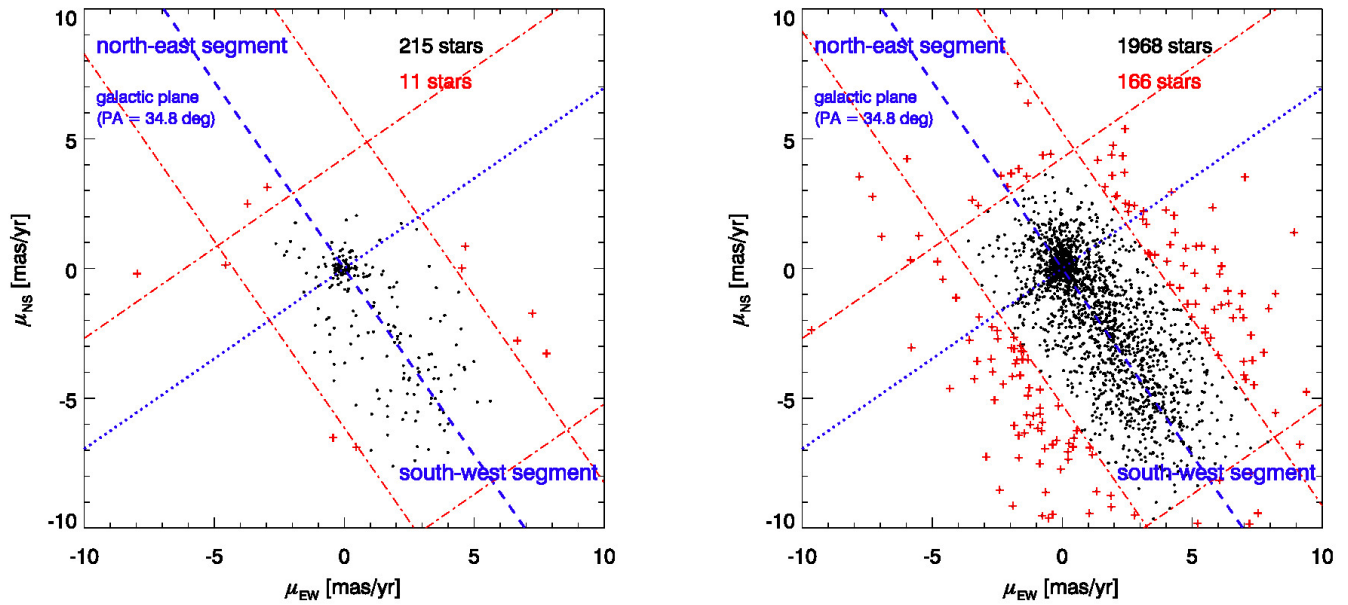 10
5
0
-5
-10
μNS [mas/yr]
north-east segment
215 stars
11 stars
galactic plane
(PA = 34.8 deg)
south-west segment
-10
-5
0
5
10
μEW [mas/yr]
10
5
0
-5
-10
μNS [mas/yr]
north-east segment
1968 stars
166 stars
galactic plane
(PA = 34.8 deg)
south-west segment
-10
-5
0
5
10
μEW [mas/yr]